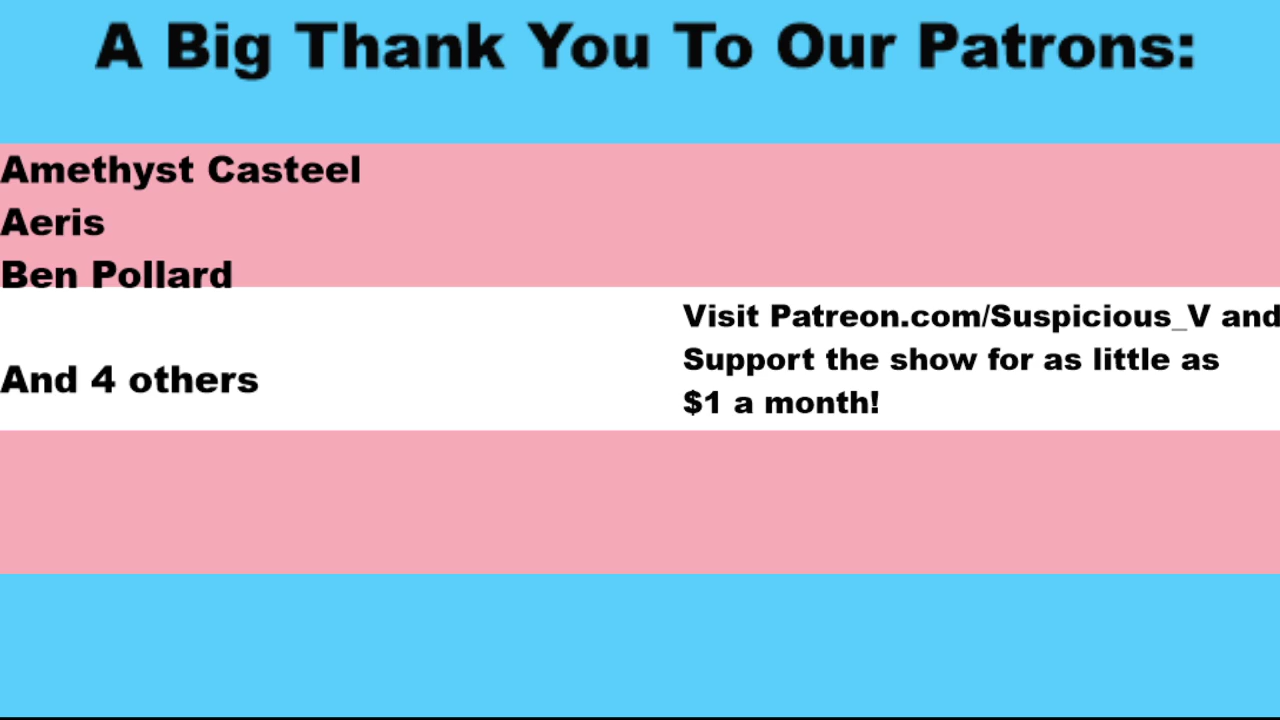 A Big Thank You To Our Patrons:
Amethyst Casteel
Aeris
Ben Pollard
And 4 others
Visit Patreon.com/Suspicious_V and
Support the show for as little as
$1 a month!